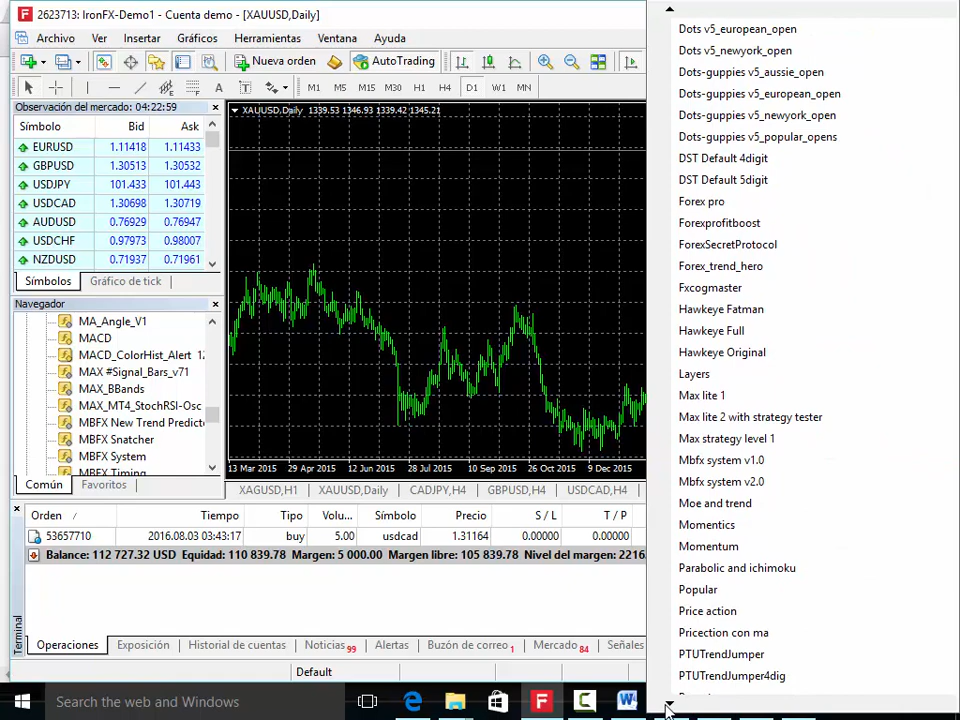 2623713: IronFX-Demo1 - Cuenta demo - [XAUUSD,Daily]
Archivo Ver Insertar Gráficos Herramientas Ventana Ayuda
Nueva orden AutoTrading
A T M1 M5 M15 M30 H1 H4 D1 W1 MN
Observación del mercado: 04:22:59
Símbolo Bid Ask
EURUSD 1.11418 1.11433
GBPUSD 1.30513 1.30532
USDJPY 101.433 101.443
USDCAD 1.30698 1.30719
AUDUSD 0.76929 0.76947
USDCHF 0.97973 0.98007
NZDUSD 0.71937 0.71961
Símbolos Gráfico de tick
Navegador
MA_Angle_V1
MACD
MACD_ColorHist_Alert
MAX #Signal_Bars_v71
MAX_BBands
MAX_MT4_StochRSI-Osc
MBFX New Trend Predict
MBFX Snatcher
MBFX System
MBFX Timing
Común Favoritos
XAUUSD,Daily 1339.53 1346.93 1339.42 1345.21
13 Mar 2015 29 Apr 2015 12 Jun 2015 28 Jul 2015 10 Sep 2015 26 Oct 2015 9 Dec 2015
XAGUSD,H1 XAUUSD,Daily CADJPY,H4 GBPUSD,H4 USDCAD,H4
Orden Tiempo Tipo Volu... Símbolo Precio S / L T / P
53657710 2016.08.03 03:43:17 buy 5.00 usdcad 1.31164 0.00000 0.00000
Balance: 112 727.32 USD Equidad: 110 839.78 Margen: 5 000.00 Margen libre: 105 839.78 Nivel del margen: 2216.
Terminal
Operaciones Exposición Historial de cuentas Noticias 99 Alertas Buzón de correo 1 Mercado 84 Señales
Default
Search the web and Windows
Dots v5_european_open
Dots v5_newyork_open
Dots-guppies v5_aussie_open
Dots-guppies v5_european_open
Dots-guppies v5_newyork_open
Dots-guppies v5_popular_opens
DST Default 4digit
DST Default 5digit
Forex pro
Forexprofitboost
ForexSecretProtocol
Forex_trend_hero
Fxcogmaster
Hawkeye Fatman
Hawkeye Full
Hawkeye Original
Layers
Max lite 1
Max lite 2 with strategy tester
Max strategy level 1
Mbfx system v1.0
Mbfx system v2.0
Moe and trend
Momentics
Momentum
Parabolic and ichimoku
Popular
Price action
Pricection con ma
PTUTrendJumper
PTUTrendJumper4dig